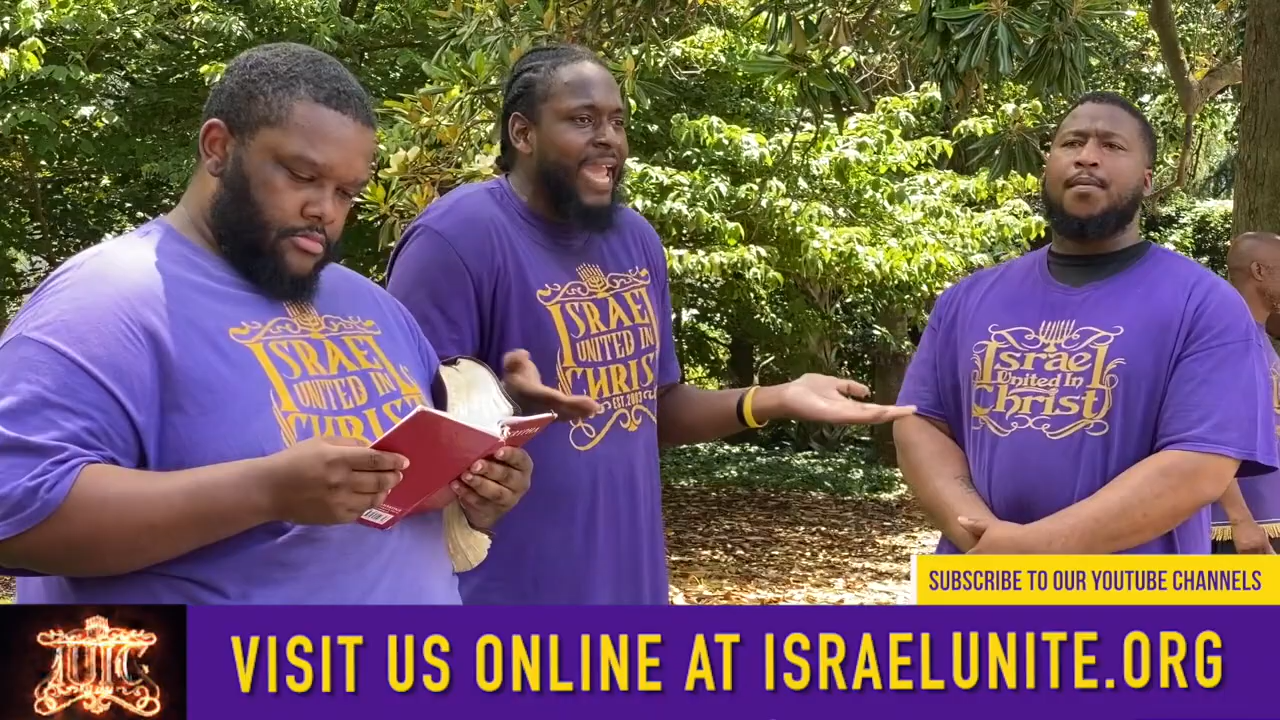 ISRAEL
UNITED IN
CHRIST
ISRAEL
UNITED IN
CHRIST
EST. 2003
Israel
United In
Christ
SUBSCRIBE TO OUR YOUTUBE CHANNELS
IUIC
VISIT US ONLINE AT ISRAELUNITE.ORG